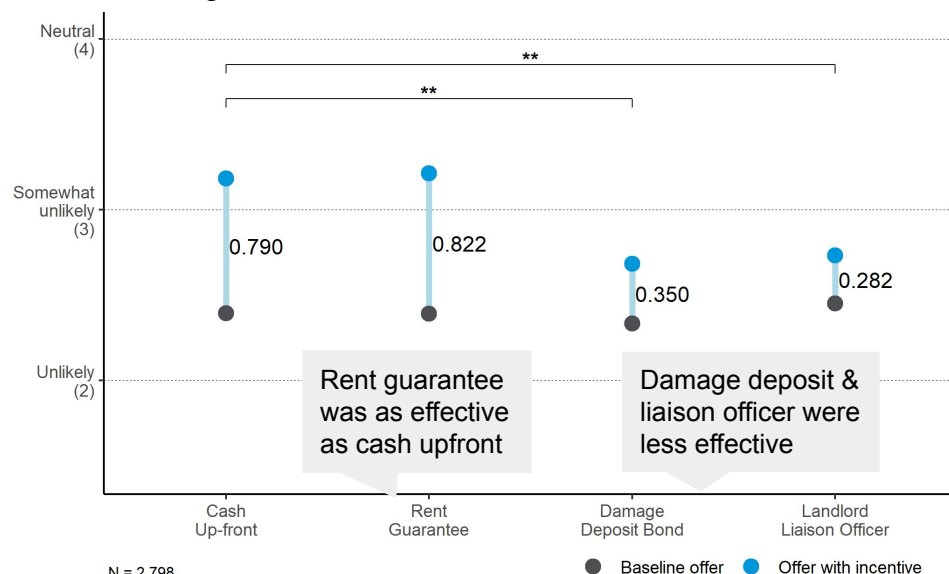 Neutral
(4)
**
**
Somewhat
unlikely
(3)
0.790
0.822
0.350
0.282
Unlikely
(2)
Rent guarantee
was as effective
as cash upfront
Damage deposit &
liaison officer were
less effective
Cash
Up-front
Rent
Guarantee
Damage
Deposit Bond
Landlord
Liaison Officer
N = 2,798
Baseline offer
Offer with incentive